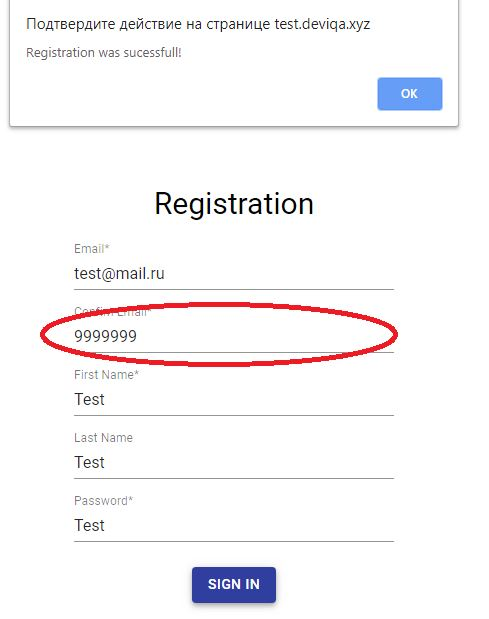 Подтвердите действие на странице test.deviqa.xyz
Registration was sucessfull!
OK
Registration
Email*
test@mail.ru
Confirm Email*
9999999
First Name*
Test
Last Name
Test
Password*
Test
SIGN IN